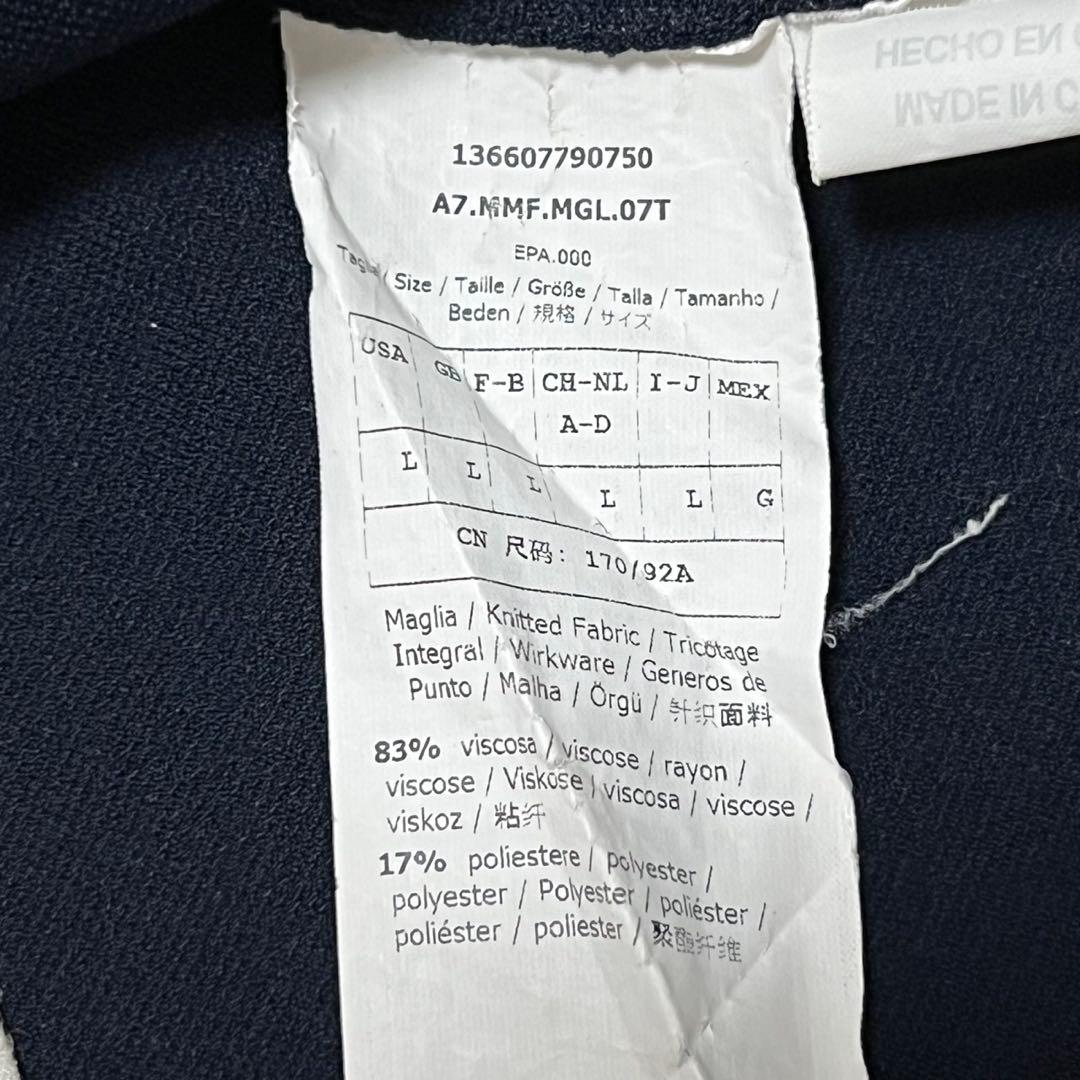 HECHO EN C
MADE IN C
136607790750
A7.MMF.MGL.07T
EPA.000
Taglia / Size / Taille / Größe / Talla / Tamanho /
Beden / 規格 / サイズ
USA GB F-B CH-NL I-J MEX
A-D
L L L L L G
CN 尺码: 170/92A
Maglia / Knitted Fabric / Tricotage
Integral / Wirkware / Generos de
Punto / Malha / Örgü / 针织面料
83% viscosa / viscose / rayon /
viscose / Viskose / viscosa / viscose /
viskoz / 粘纤
17% poliestere / polyester /
polyester / Polyester / poliéster /
poliéster / poliester / 聚酯纤维